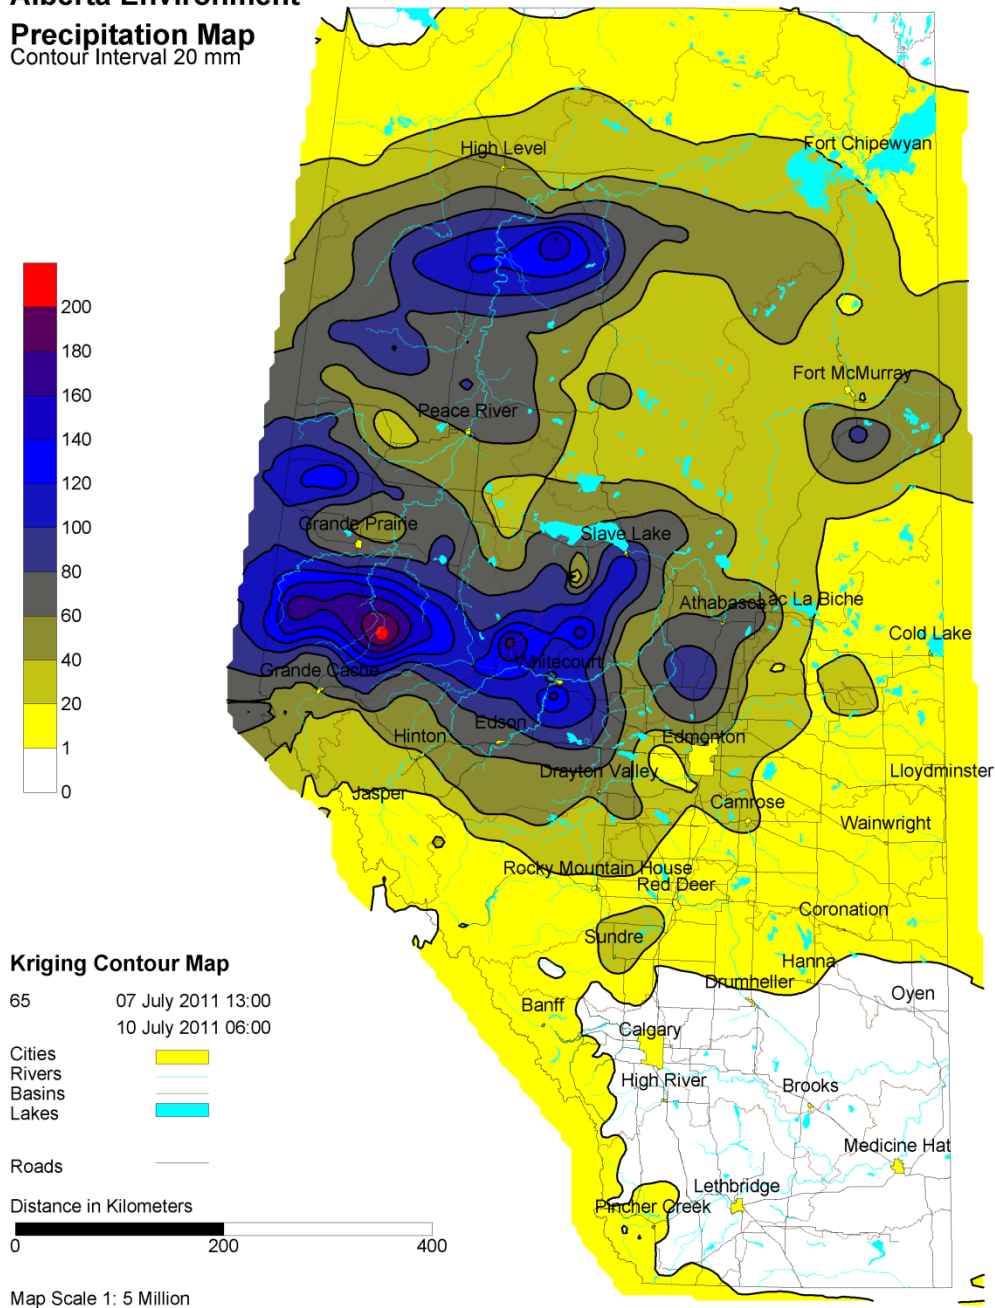 Alberta Environment
Precipitation Map
Contour Interval 20 mm
High Level
Fort Chipewyan
200
180
160
140
120
100
80
60
40
20
1
0
Fort McMurray
Peace River
Grande Prairie
Slave Lake
Athabasca
Lac La Biche
Cold Lake
Grande Cache
Whitecourt
Edson
Hinton
Edmonton
Drayton Valley
Lloydminster
Jasper
Camrose
Wainwright
Rocky Mountain House
Red Deer
Coronation
Sundre
Hanna
Drumheller
Oyen
Banff
Calgary
High River
Brooks
Medicine Hat
Lethbridge
Pincher Creek
Kriging Contour Map
65 07 July 2011 13:00
10 July 2011 06:00
Cities
Rivers
Basins
Lakes
Roads
Distance in Kilometers
0 200 400
Map Scale 1: 5 Million